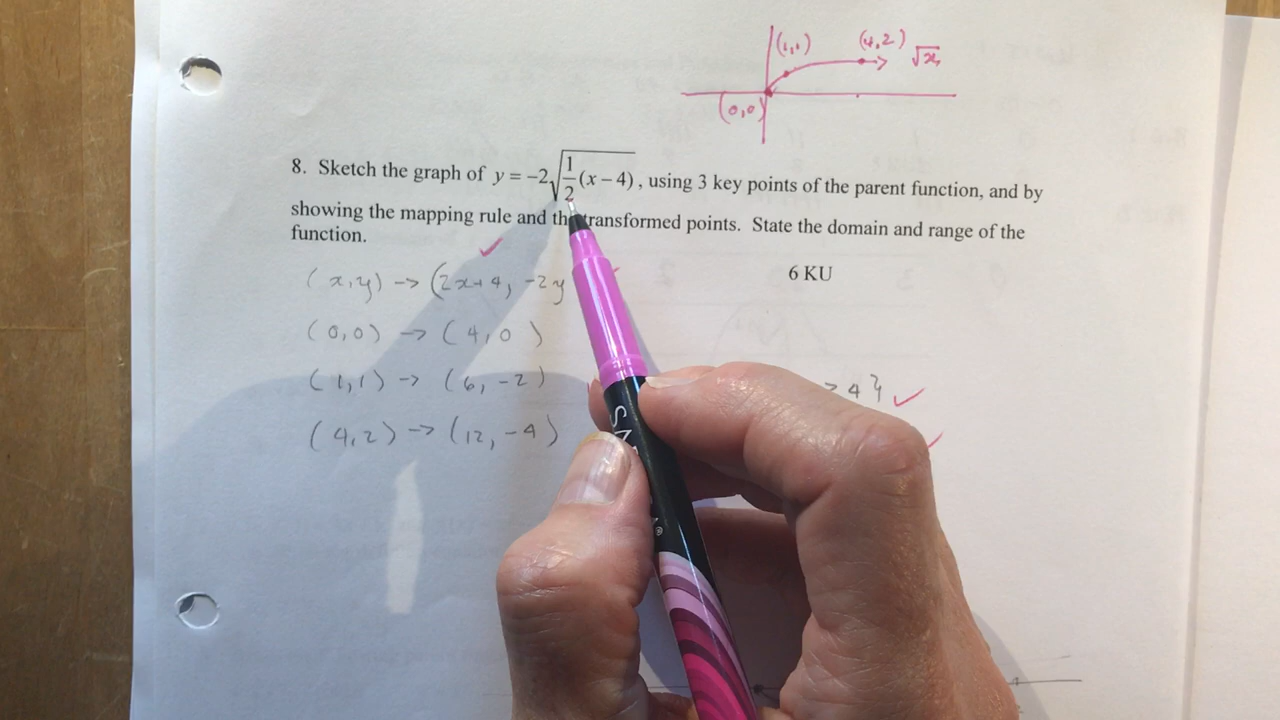 (1,1) (4,2) √x
(0,0)
8. Sketch the graph of y = −2√(1/2(x − 4)), using 3 key points of the parent function, and by
showing the mapping rule and the transformed points. State the domain and range of the
function.
6 KU
(x,y) -> (2x+4, -2y
(0,0) -> (4,0)
(1,1) -> (6,-2)
4}
(4,2) -> (12,-4)